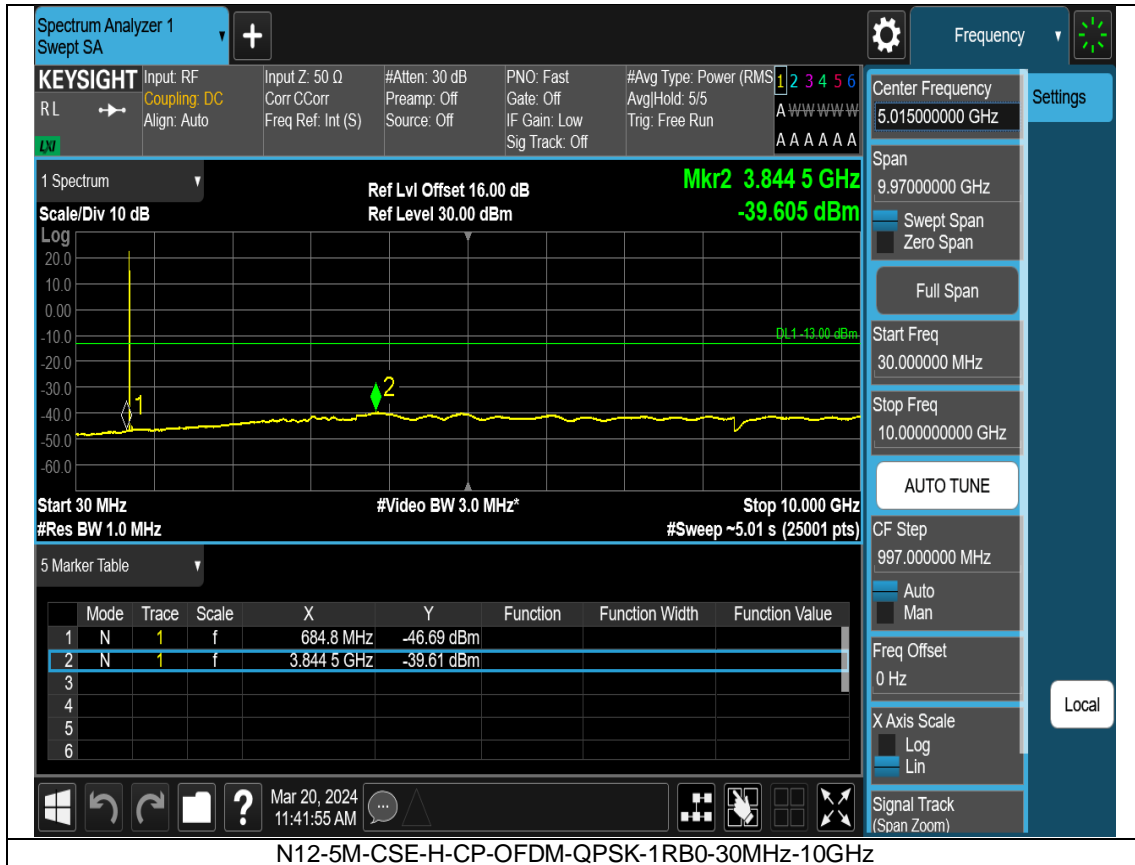 Spectrum Analyzer 1
Swept SA
+
Frequency
KEYSIGHT
RL
LXI
Input: RF
Coupling: DC
Align: Auto
Input Z: 50 Ω
Corr CCorr
Freq Ref: Int (S)
#Atten: 30 dB
Preamp: Off
Source: Off
PNO: Fast
Gate: Off
IF Gain: Low
Sig Track: Off
#Avg Type: Power (RMS
Avg|Hold: 5/5
Trig: Free Run
1 2 3 4 5 6
A W W W W W
A A A A A A
1 Spectrum
Scale/Div 10 dB
Log
Ref Lvl Offset 16.00 dB
Ref Level 30.00 dBm
Mkr2 3.844 5 GHz
-39.605 dBm
20.0
10.0
0.00
-10.0
-20.0
-30.0
-40.0
-50.0
-60.0
DL1 -13.00 dBm
1
2
Start 30 MHz
#Video BW 3.0 MHz*
Stop 10.000 GHz
#Res BW 1.0 MHz
#Sweep ~5.01 s (25001 pts)
5 Marker Table
Mode Trace Scale X Y Function Function Width Function Value
1 N 1 f 684.8 MHz -46.69 dBm
2 N 1 f 3.844 5 GHz -39.61 dBm
3
4
5
6
Center Frequency
5.015000000 GHz
Settings
Span
9.97000000 GHz
Swept Span
Zero Span
Full Span
Start Freq
30.000000 MHz
Stop Freq
10.000000000 GHz
AUTO TUNE
CF Step
997.000000 MHz
Auto
Man
Freq Offset
0 Hz
Local
X Axis Scale
Log
Lin
Signal Track
(Span Zoom)
?
Mar 20, 2024
11:41:55 AM
N12-5M-CSE-H-CP-OFDM-QPSK-1RB0-30MHz-10GHz